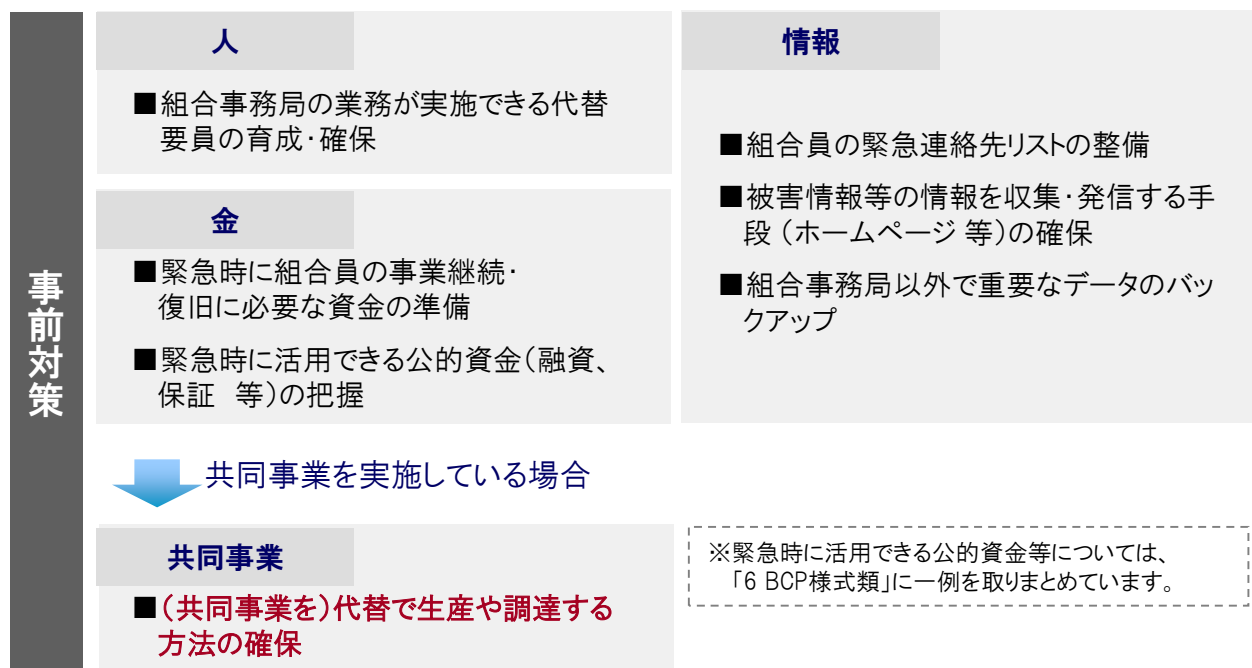 事前対策
人
■組合事務局の業務が実施できる代替
要員の育成・確保
金
■緊急時に組合員の事業継続・
復旧に必要な資金の準備
■緊急時に活用できる公的資金(融資、
保証 等)の把握
情報
■組合員の緊急連絡先リストの整備
■被害情報等の情報を収集・発信する手
段 (ホームページ 等)の確保
■組合事務局以外で重要なデータのバッ
クアップ
共同事業を実施している場合
共同事業
■(共同事業を)代替で生産や調達する
方法の確保
※緊急時に活用できる公的資金等については、
「6 BCP様式類」に一例を取りまとめています。